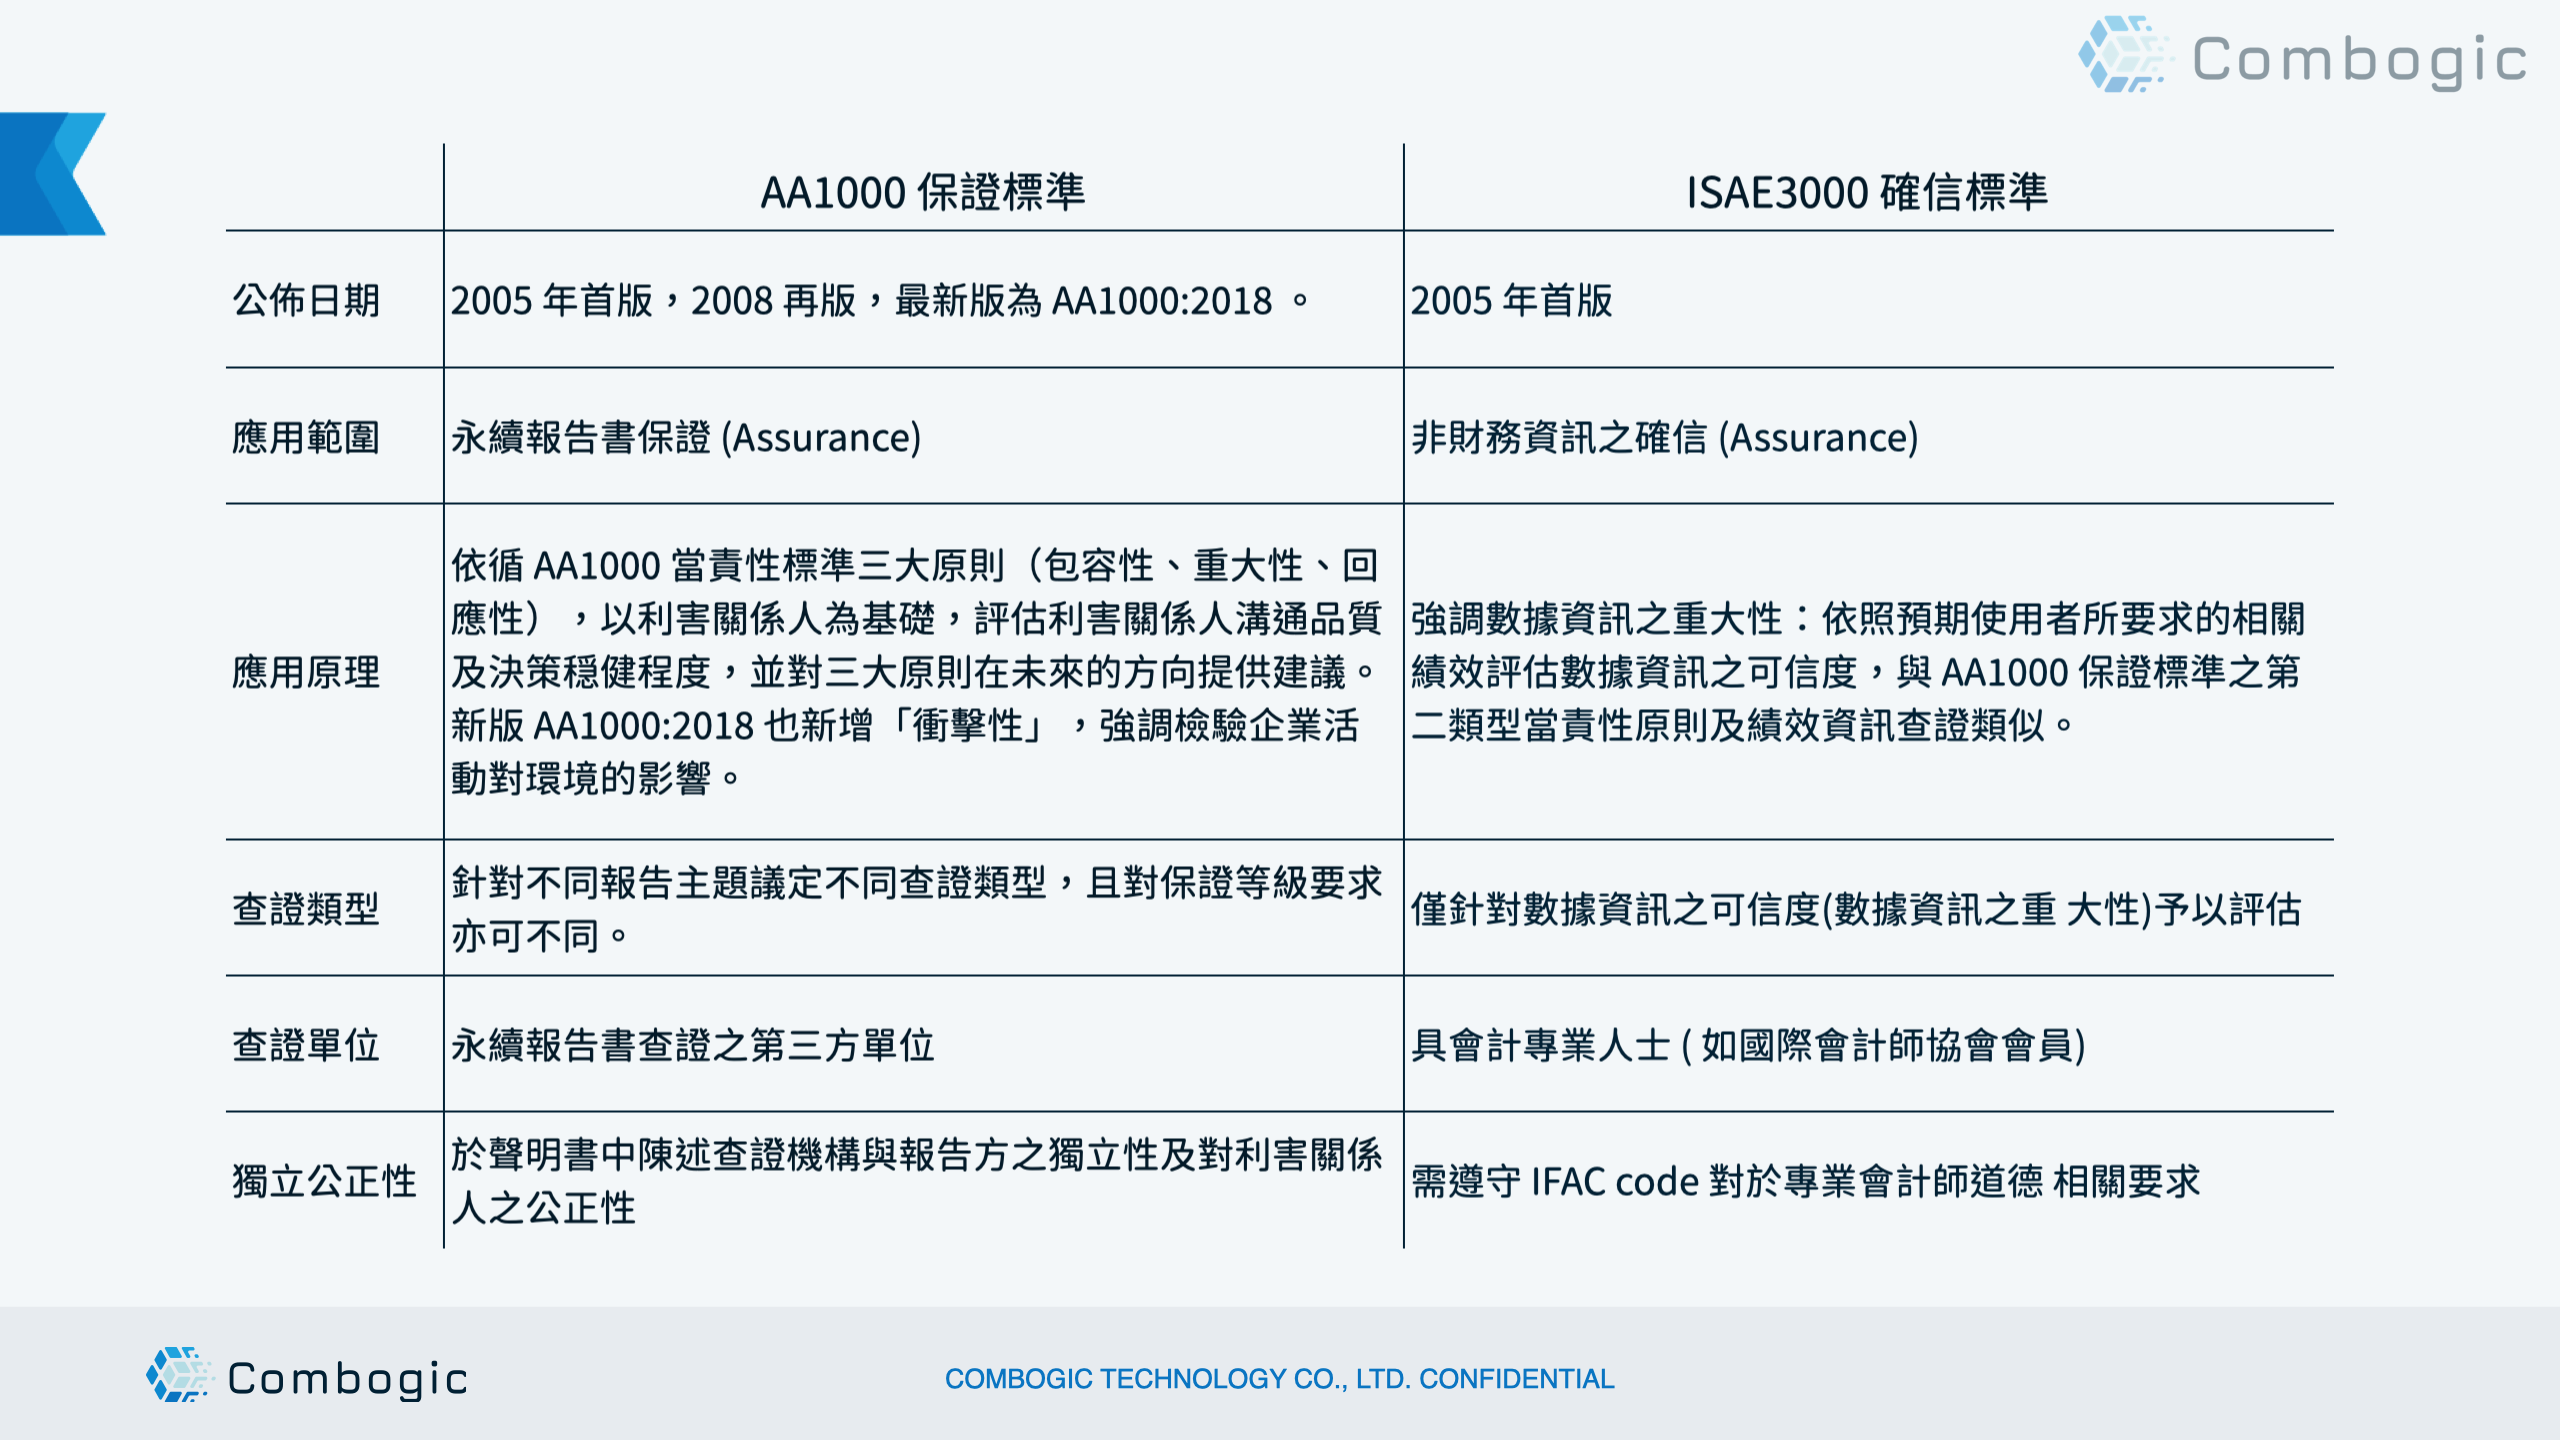 Combogic
AA1000 保證標準
ISAE3000 確信標準
公佈日期
2005 年首版，2008 再版，最新版為 AA1000:2018 。
2005 年首版
應用範圍
永續報告書保證 (Assurance)
非財務資訊之確信 (Assurance)
應用原理
依循 AA1000 當責性標準三大原則（包容性、重大性、回
應性），以利害關係人為基礎，評估利害關係人溝通品質
及決策穩健程度，並對三大原則在未來的方向提供建議。
新版 AA1000:2018 也新增「衝擊性」，強調檢驗企業活
動對環境的影響。
強調數據資訊之重大性：依照預期使用者所要求的相關
績效評估數據資訊之可信度，與 AA1000 保證標準之第
二類型當責性原則及績效資訊查證類似。
查證類型
針對不同報告主題議定不同查證類型，且對保證等級要求
亦可不同。
僅針對數據資訊之可信度(數據資訊之重 大性)予以評估
查證單位
永續報告書查證之第三方單位
具會計專業人士 ( 如國際會計師協會會員)
獨立公正性
於聲明書中陳述查證機構與報告方之獨立性及對利害關係
人之公正性
需遵守 IFAC code 對於專業會計師道德 相關要求
Combogic
COMBOGIC TECHNOLOGY CO., LTD. CONFIDENTIAL